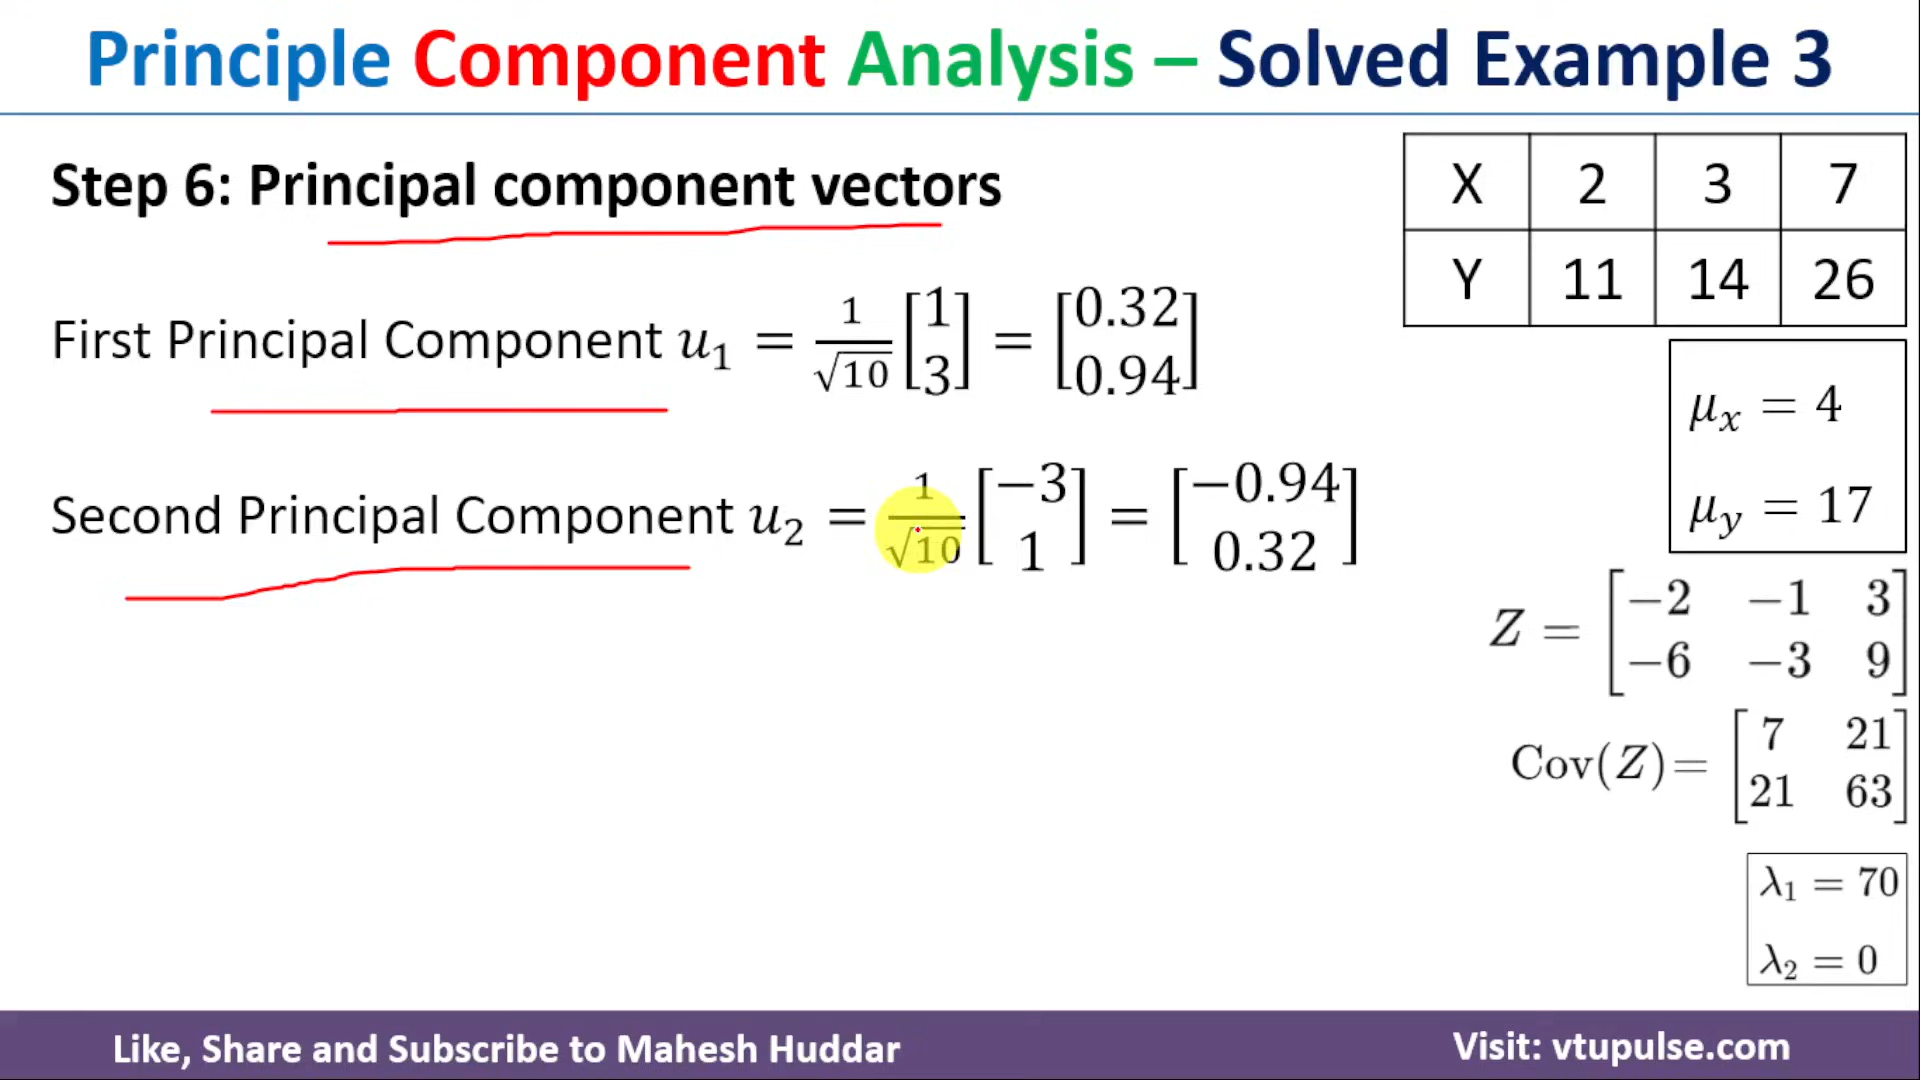 Principle Component Analysis – Solved Example 3
Step 6: Principal component vectors
First Principal Component u₁ = 1/√10 [1 3] = [0.32 0.94]
Second Principal Component u₂ = 1/√10 [−3 1] = [−0.94 0.32]
X 2 3 7
Y 11 14 26
μₓ = 4
μᵧ = 17
Z = [−2 −1 3
−6 −3 9]
Cov(Z)= [7 21
21 63]
λ₁ = 70
λ₂ = 0
Like, Share and Subscribe to Mahesh Huddar
Visit: vtupulse.com